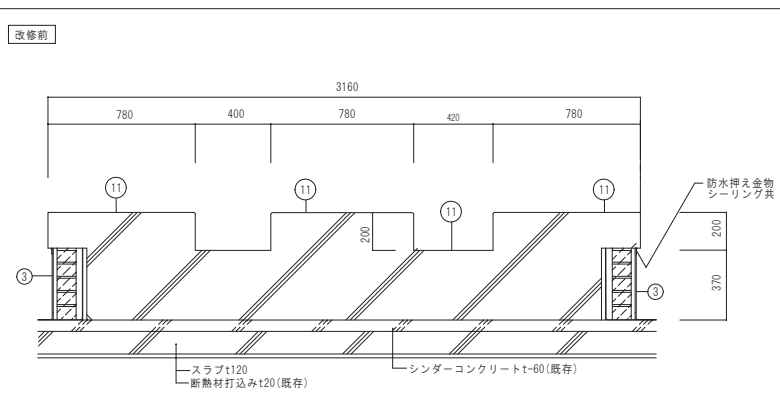 改修前
3160
780 400 780 420 780
11 11 11 11
防水押え金物
シーリング共
200
200
370
3
3
スラブt120
断熱材打込みt20(既存)
シンダーコンクリートt-60(既存)